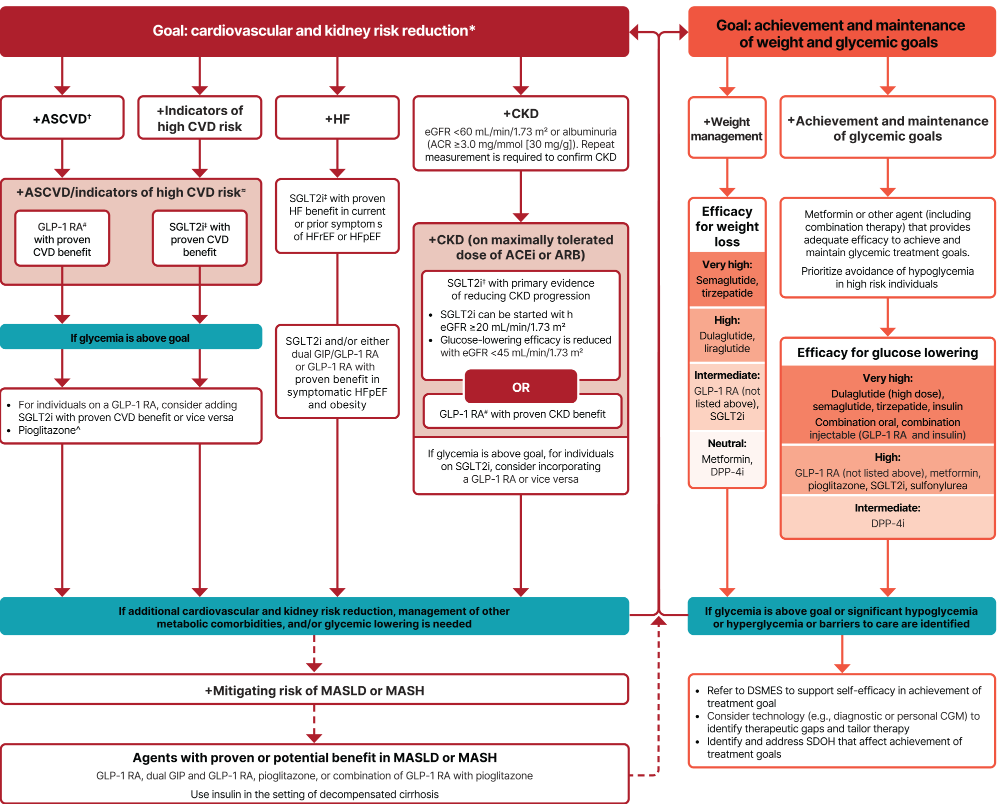 Goal: cardiovascular and kidney risk reduction*
Goal: achievement and maintenance
of weight and glycemic goals
+ASCVD†
+Indicators of
high CVD risk
+HF
+CKD
eGFR <60 mL/min/1.73 m² or albuminuria
(ACR ≥3.0 mg/mmol [30 mg/g]). Repeat
measurement is required to confirm CKD
+Weight
management
+Achievement and maintenance
of glycemic goals
+ASCVD/indicators of high CVD risk≈
GLP-1 RA#
with proven
CVD benefit
SGLT2i‡ with
proven CVD
benefit
If glycemia is above goal
• For individuals on a GLP-1 RA, consider adding
SGLT2i with proven CVD benefit or vice versa
• Pioglitazone^
SGLT2i‡ with proven
HF benefit in current
or prior symptoms
of HFrEF or HFpEF
SGLT2i and/or either
dual GIP/GLP-1 RA
or GLP-1 RA with
proven benefit in
symptomatic HFpEF
and obesity
+CKD (on maximally tolerated
dose of ACEi or ARB)
SGLT2i† with primary evidence
of reducing CKD progression
• SGLT2i can be started with
eGFR ≥20 mL/min/1.73 m²
• Glucose-lowering efficacy is reduced
with eGFR <45 mL/min/1.73 m²
OR
GLP-1 RA# with proven CKD benefit
If glycemia is above goal, for individuals
on SGLT2i, consider incorporating
a GLP-1 RA or vice versa
Efficacy
for weight
loss
Very high:
Semaglutide,
tirzepatide
High:
Dulaglutide,
liraglutide
Intermediate:
GLP-1 RA (not
listed above),
SGLT2i
Neutral:
Metformin,
DPP-4i
Metformin or other agent (including
combination therapy) that provides
adequate efficacy to achieve and
maintain glycemic treatment goals.
Prioritize avoidance of hypoglycemia
in high risk individuals
Efficacy for glucose lowering
Very high:
Dulaglutide (high dose),
semaglutide, tirzepatide, insulin
Combination oral, combination
injectable (GLP-1 RA and insulin)
High:
GLP-1 RA (not listed above), metformin,
pioglitazone, SGLT2i, sulfonylurea
Intermediate:
DPP-4i
If additional cardiovascular and kidney risk reduction, management of other
metabolic comorbidities, and/or glycemic lowering is needed
If glycemia is above goal or significant hypoglycemia
or hyperglycemia or barriers to care are identified
+Mitigating risk of MASLD or MASH
Agents with proven or potential benefit in MASLD or MASH
GLP-1 RA, dual GIP and GLP-1 RA, pioglitazone, or combination of GLP-1 RA with pioglitazone
Use insulin in the setting of decompensated cirrhosis
• Refer to DSMES to support self-efficacy in achievement of
treatment goal
• Consider technology (e.g., diagnostic or personal CGM) to
identify therapeutic gaps and tailor therapy
• Identify and address SDOH that affect achievement of
treatment goals